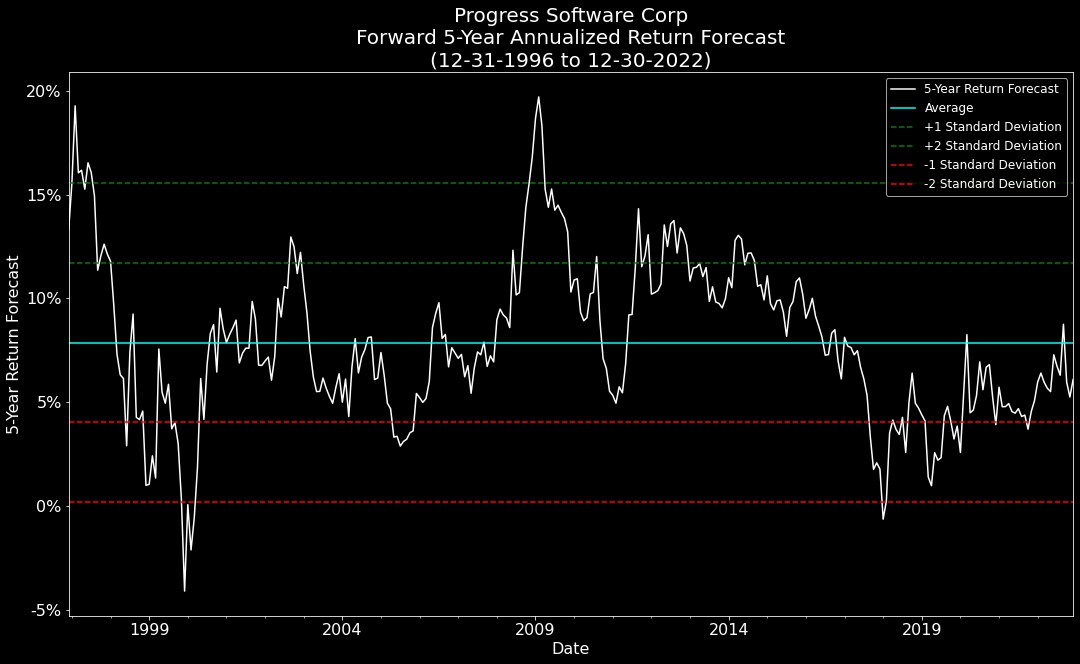 Progress Software Corp
Forward 5-Year Annualized Return Forecast
(12-31-1996 to 12-30-2022)
5-Year Return Forecast
Average
+1 Standard Deviation
+2 Standard Deviation
-1 Standard Deviation
-2 Standard Deviation
20%
15%
10%
5%
0%
-5%
5-Year Return Forecast
1999
2004
2009
2014
2019
Date